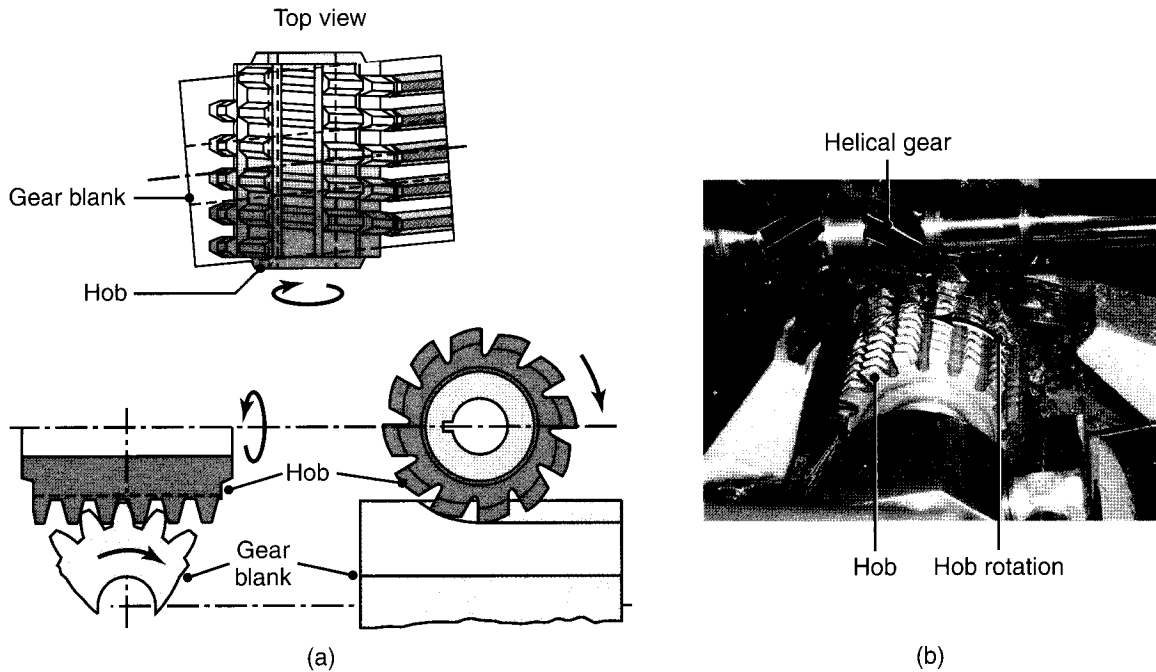 Top view
Gear blank
Hob
Hob
Gear
blank
(a)
Helical gear
Hob
Hob rotation
(b)